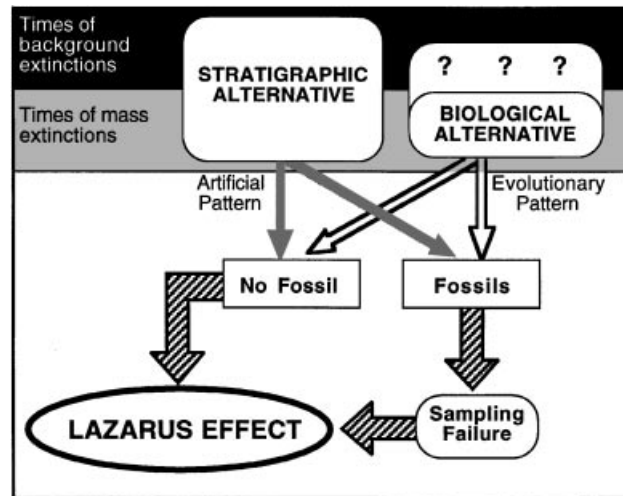 Times of
background
extinctions
STRATIGRAPHIC
ALTERNATIVE
? ? ?
Times of mass
extinctions
BIOLOGICAL
ALTERNATIVE
Artificial
Pattern
Evolutionary
Pattern
No Fossil
Fossils
LAZARUS EFFECT
Sampling
Failure